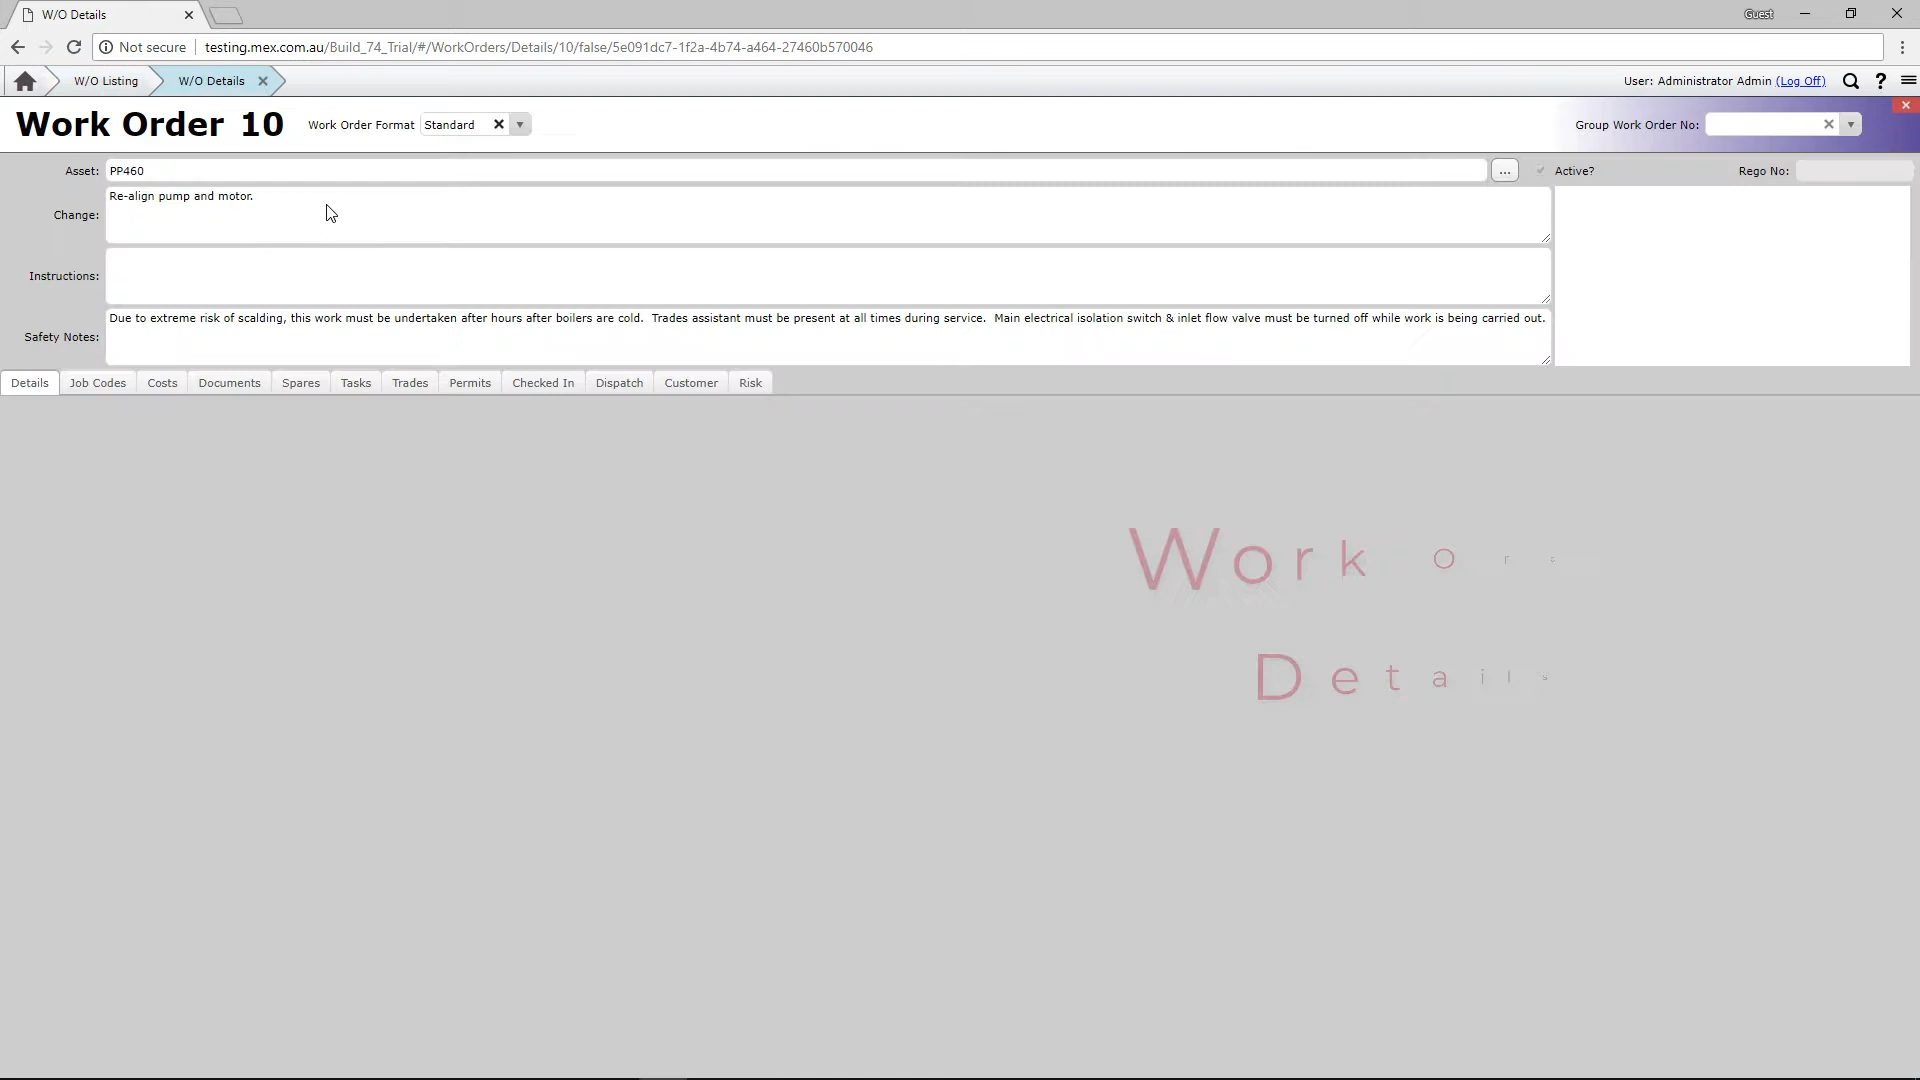 W/O Details
Guest
Not secure testing.mex.com.au/Build_74_Trial/#/WorkOrders/Details/10/false/5e091dc7-1f2a-4b74-a464-27460b570046
W/O Listing W/O Details User: Administrator Admin (Log Off) ?
Work Order 10 Work Order Format Standard Group Work Order No:
Asset: PP460 ... Active? Rego No:
Change: Re-align pump and motor.
Instructions:
Safety Notes: Due to extreme risk of scalding, this work must be undertaken after hours after boilers are cold. Trades assistant must be present at all times during service. Main electrical isolation switch & inlet flow valve must be turned off while work is being carried out.
Details Job Codes Costs Documents Spares Tasks Trades Permits Checked In Dispatch Customer Risk
Work Or
Details